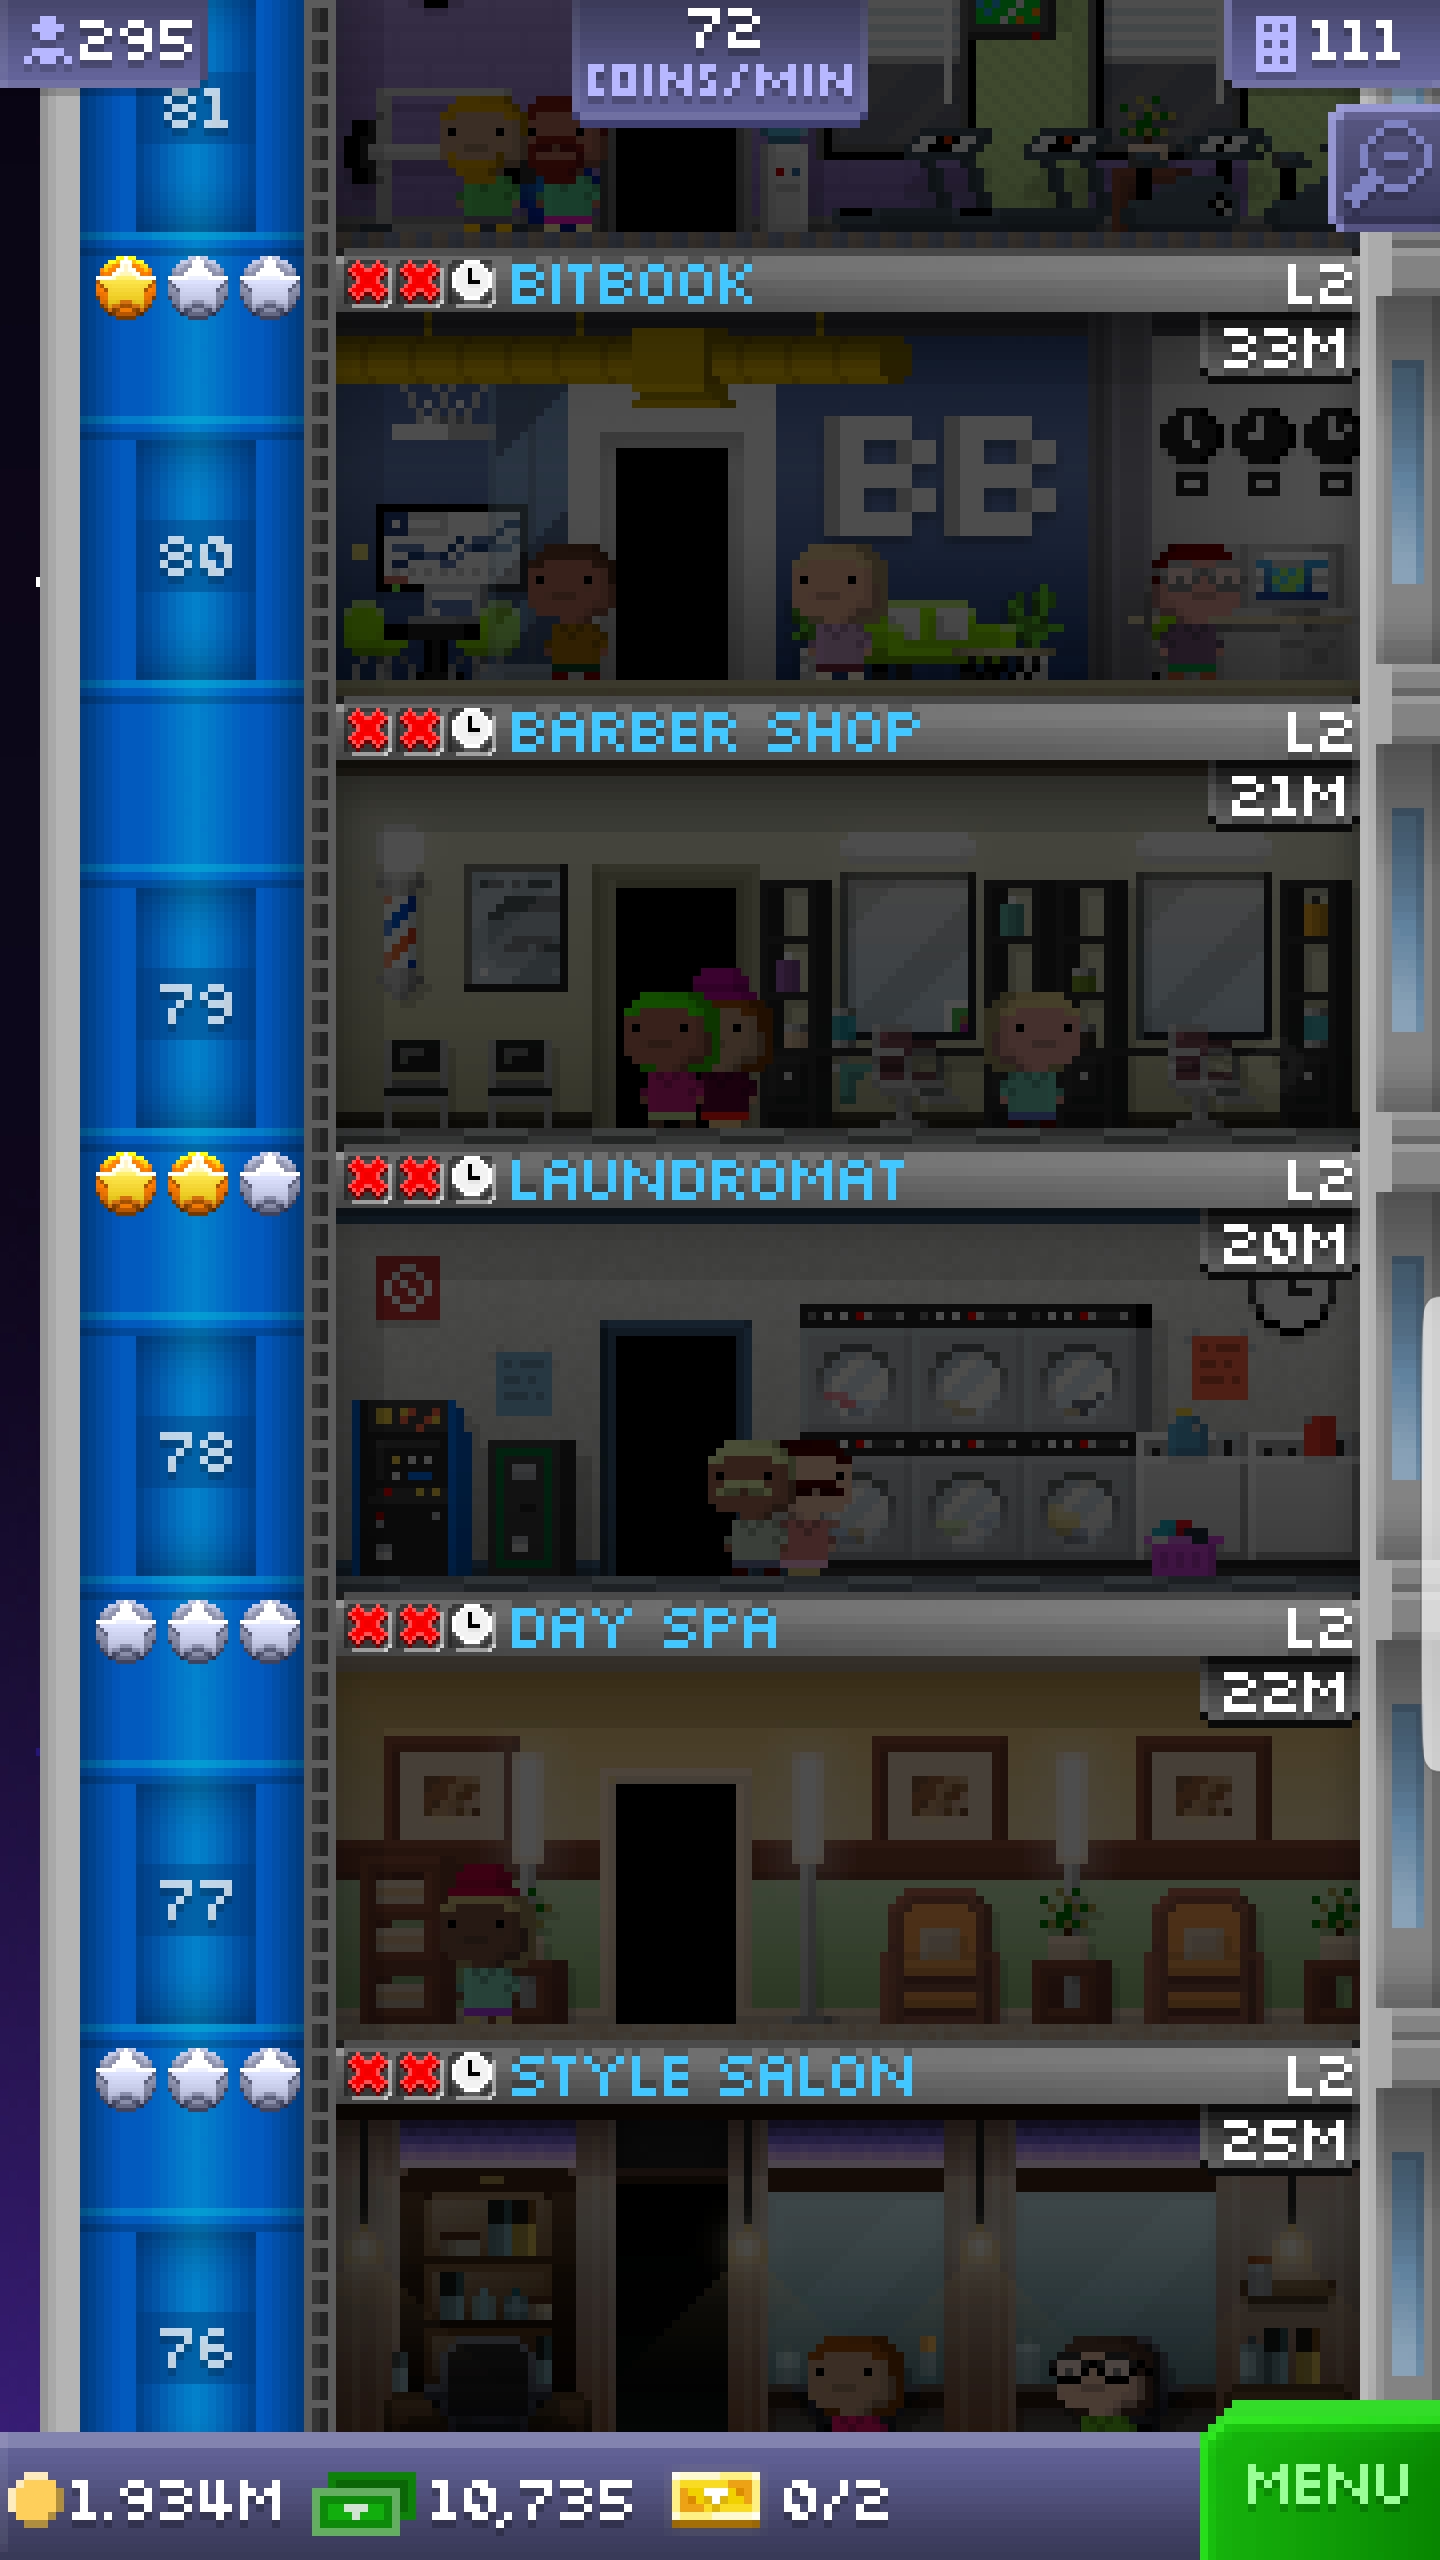 295
72
COINS/MIN
111
81
BITBOOK
L2
33M
BB
80
BARBER SHOP
L2
21M
79
LAUNDROMAT
L2
20M
78
DAY SPA
L2
22M
77
STYLE SALON
L2
25M
76
1.934M
10,735
0/2
MENU